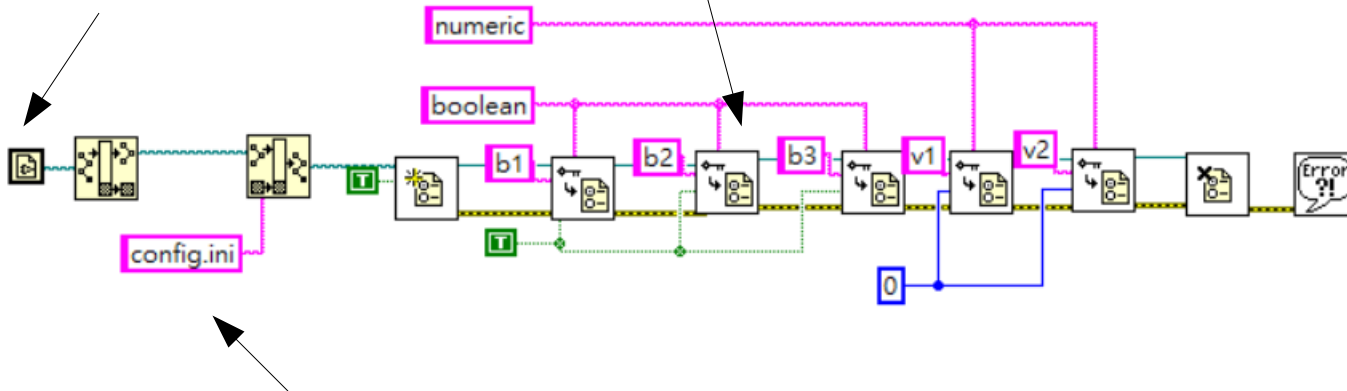 numeric
boolean
b1
b2
b3
v1
v2
T
config.ini
T
0
Error
?!